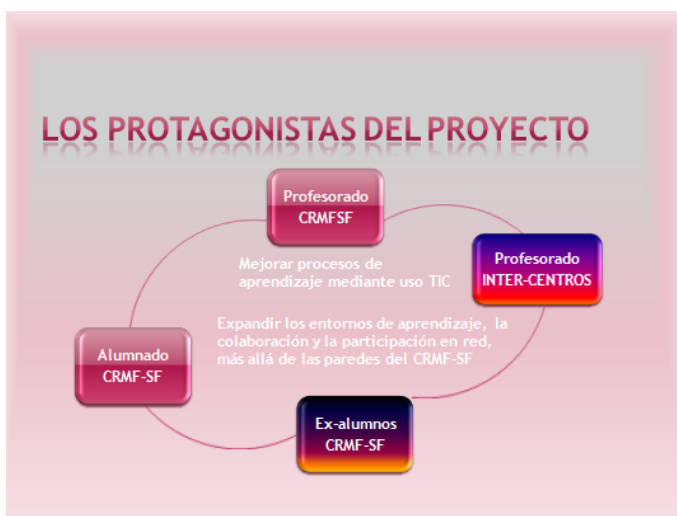 LOS PROTAGONISTAS DEL PROYECTO
Profesorado
CRMFSF
Profesorado
INTER-CENTROS
Mejorar procesos de
aprendizaje mediante uso TIC
Expandir los entornos de aprendizaje, la
colaboración y la participación en red,
más allá de las paredes del CRMF-SF
Alumnado
CRMF-SF
Ex-alumnos
CRMF-SF